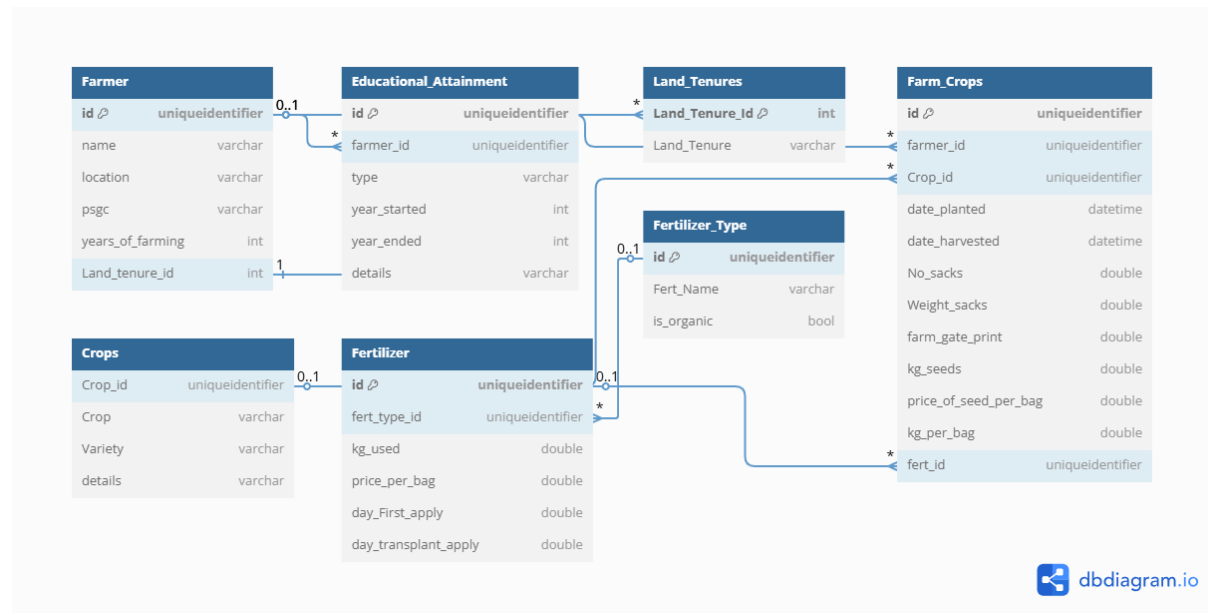 Farmer
id uniqueidentifier
name varchar
location varchar
psgc varchar
years_of_farming int
Land_tenure_id int
0..1
1
Educational_Attainment
id uniqueidentifier
* farmer_id uniqueidentifier
type varchar
year_started int
year_ended int
details varchar
Land_Tenures
* Land_Tenure_Id int
Land_Tenure varchar
Fertilizer_Type
0..1
id uniqueidentifier
Fert_Name varchar
is_organic bool
Farm_Crops
id uniqueidentifier
* farmer_id uniqueidentifier
* Crop_id uniqueidentifier
date_planted datetime
date_harvested datetime
No_sacks double
Weight_sacks double
farm_gate_print double
kg_seeds double
price_of_seed_per_bag double
kg_per_bag double
* fert_id uniqueidentifier
Crops
Crop_id uniqueidentifier 0..1
Crop varchar
Variety varchar
details varchar
Fertilizer
id uniqueidentifier 0..1
fert_type_id uniqueidentifier *
kg_used double
price_per_bag double
day_First_apply double
day_transplant_apply double
dbdiagram.io